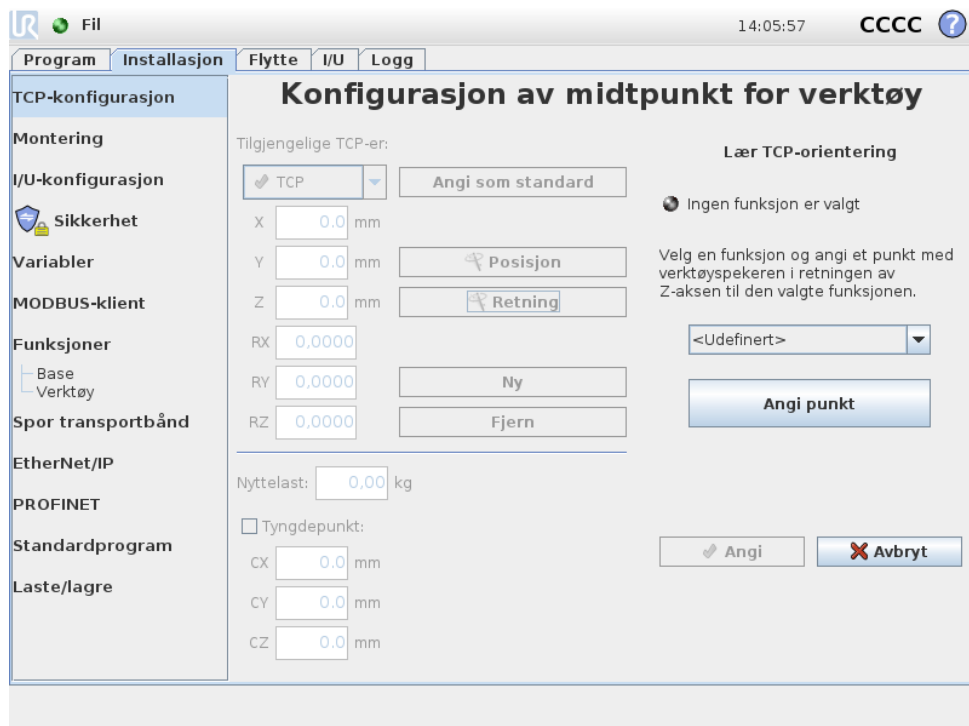 UR Fil 14:05:57 CCCC ?
Program Installasjon Flytte I/U Logg
TCP-konfigurasjon
Montering
I/U-konfigurasjon
Sikkerhet
Variabler
MODBUS-klient
Funksjoner
Base
Verktøy
Spor transportbånd
EtherNet/IP
PROFINET
Standardprogram
Laste/lagre
Konfigurasjon av midtpunkt for verktøy
Tilgjengelige TCP-er:
TCP Angi som standard
X 0.0 mm
Y 0.0 mm Posisjon
Z 0.0 mm Retning
RX 0,0000
RY 0,0000 Ny
RZ 0,0000 Fjern
Nyttelast: 0,00 kg
Tyngdepunkt:
CX 0.0 mm
CY 0.0 mm
CZ 0.0 mm
Lær TCP-orientering
Ingen funksjon er valgt
Velg en funksjon og angi et punkt med
verktøyspekeren i retningen av
Z-aksen til den valgte funksjonen.
<Udefinert>
Angi punkt
Angi Avbryt